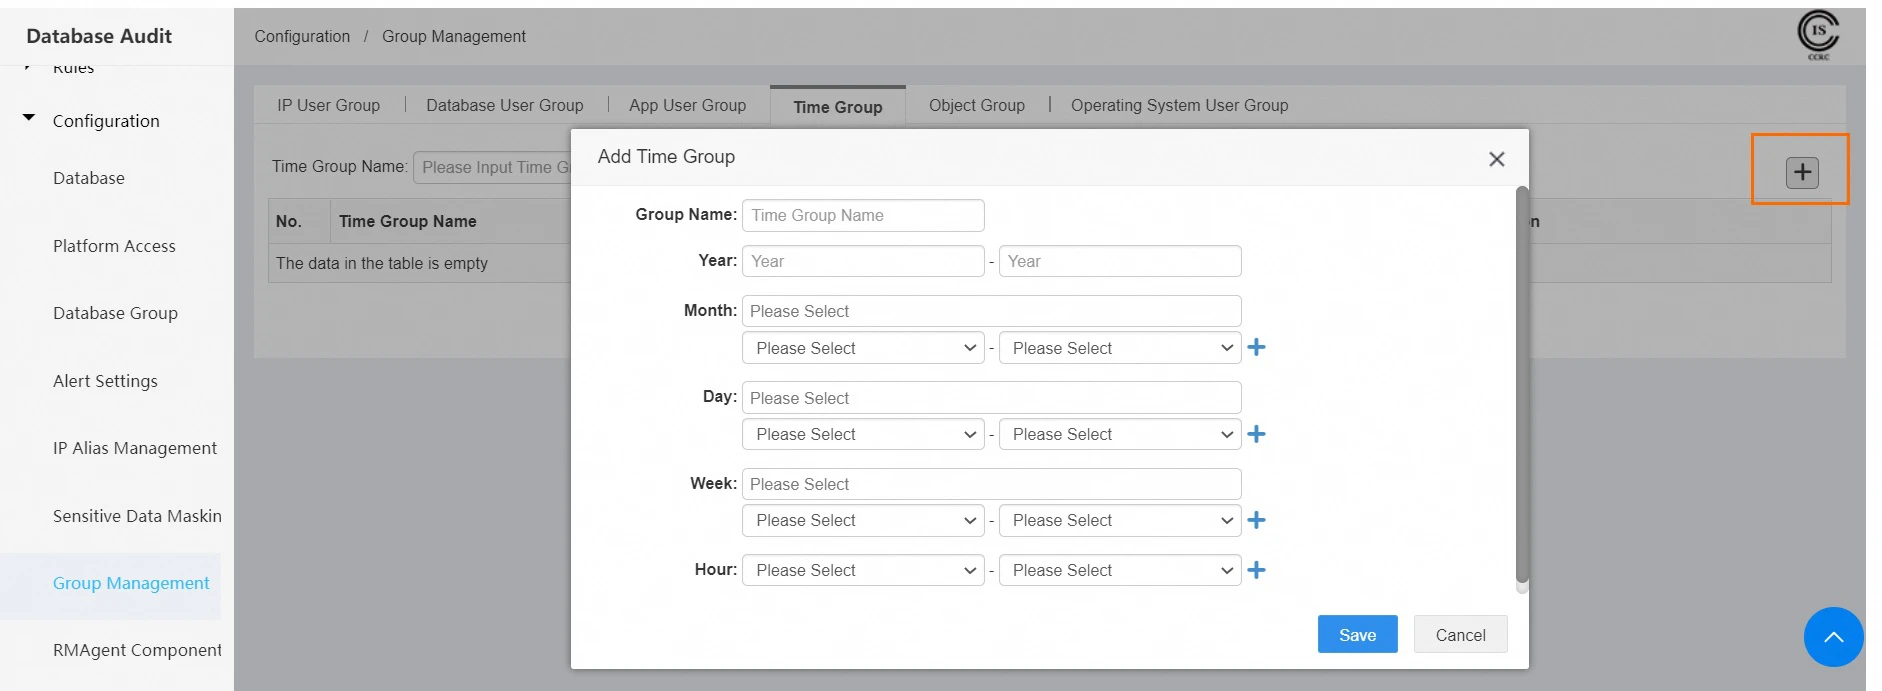 Database Audit
Configuration / Group Management
IS
CCRC
Rules
Configuration
Database
Platform Access
Database Group
Alert Settings
IP Alias Management
Sensitive Data Maskin
Group Management
RMAgent Component
IP User Group | Database User Group | App User Group Time Group Object Group | Operating System User Group
Time Group Name: Please Input Time G
No. Time Group Name n
The data in the table is empty
Add Time Group
Group Name: Time Group Name
Year: Year - Year
Month: Please Select
Please Select - Please Select
Day: Please Select
Please Select - Please Select
Week: Please Select
Please Select - Please Select
Hour: Please Select - Please Select
Save Cancel